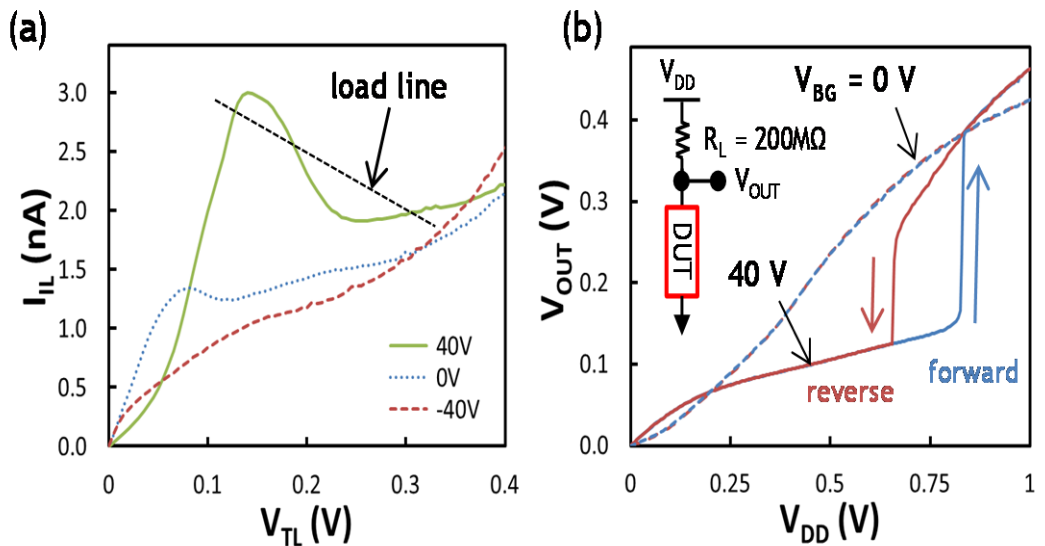 (a)
I_IL (nA)
3.0
2.5
2.0
1.5
1.0
0.5
0.0
load line
40V
0V
-40V
0
0.1
0.2
0.3
0.4
V_TL (V)
(b)
V_OUT (V)
0.4
0.3
0.2
0.1
0.0
V_DD
R_L = 200MΩ
V_OUT
DUT
V_BG = 0 V
40 V
reverse
forward
0
0.25
0.5
0.75
1
V_DD (V)